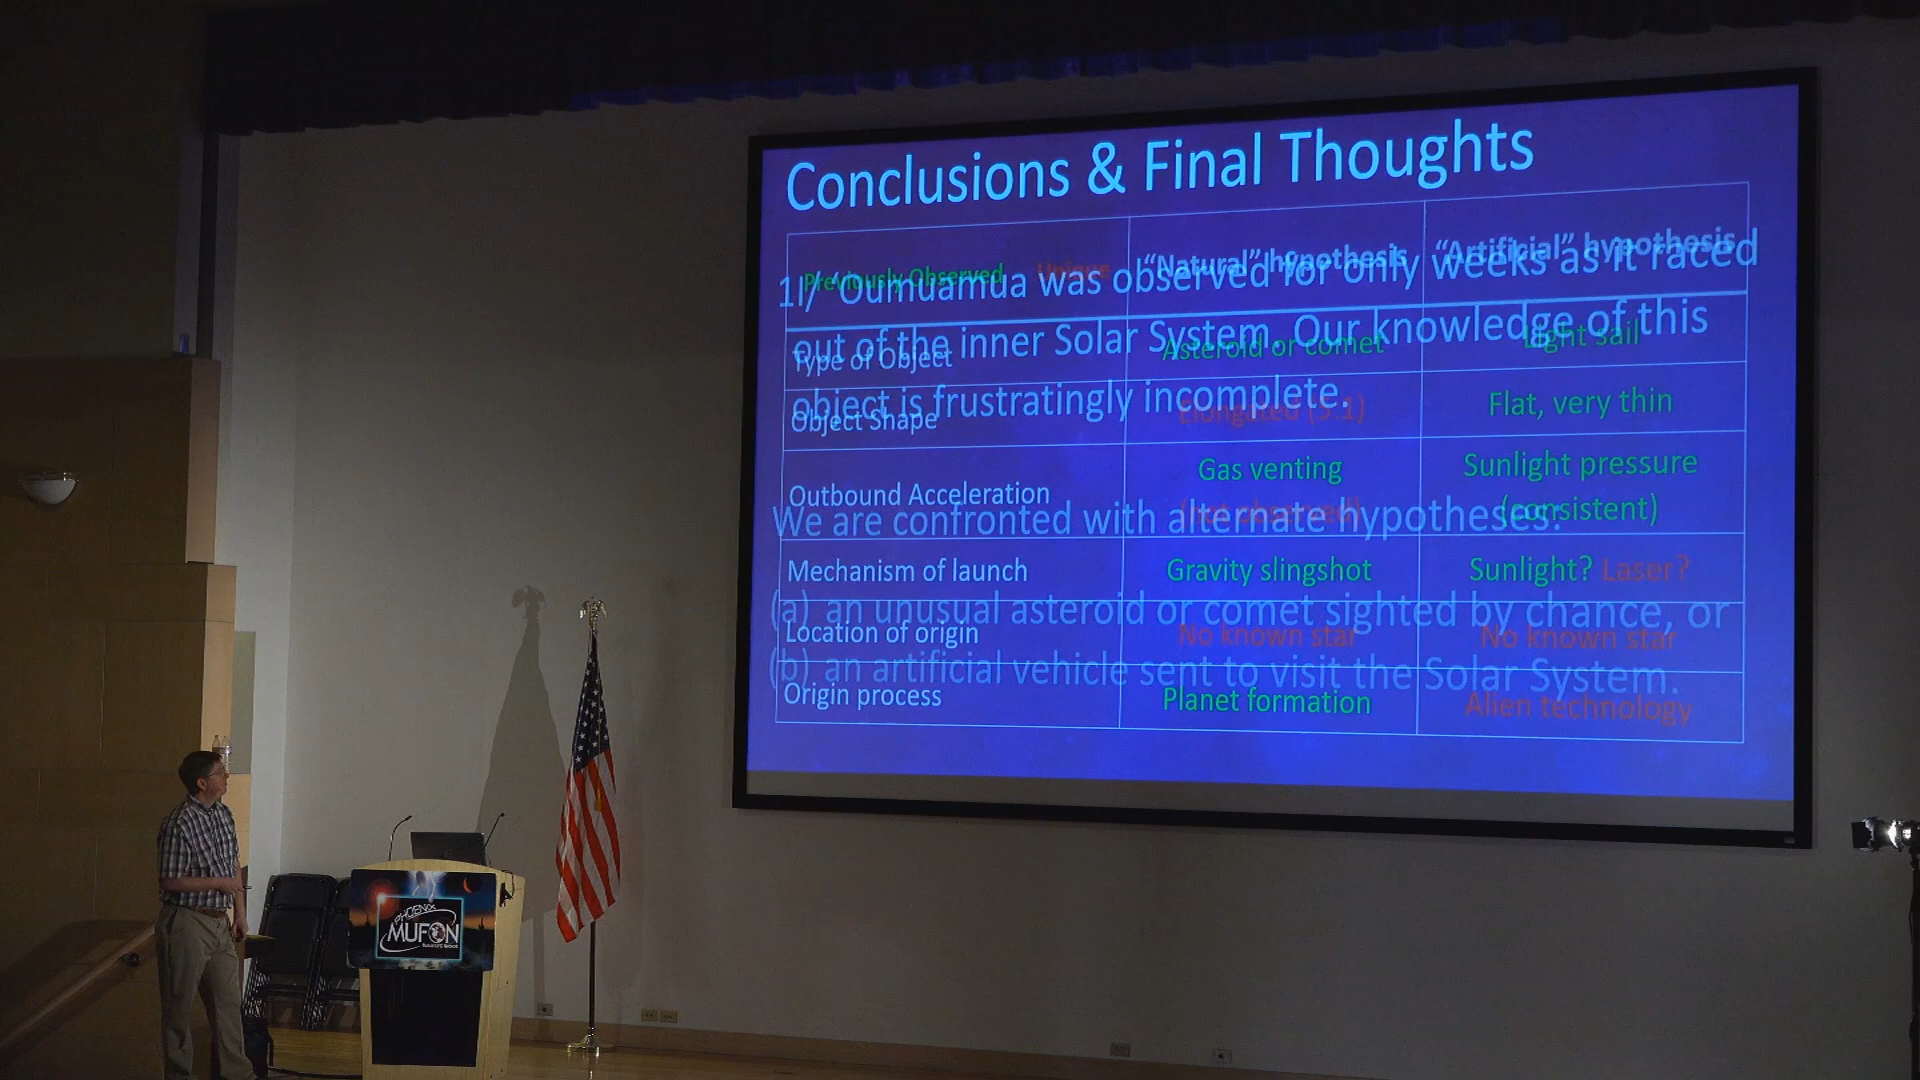 Conclusions & Final Thoughts
1I/ ‘Oumuamua was observed for only weeks as it raced
out of the inner Solar System. Our knowledge of this
object is frustratingly incomplete.
We are confronted with alternate hypotheses:
(a) an unusual asteroid or comet sighted by chance, or
(b) an artificial vehicle sent to visit the Solar System.
Previously Observed Unique “Natural” hypothesis “Artificial” hypothesis
Type of Object Asteroid or comet Light sail
Object Shape Elongated Flat, very thin
Outbound Acceleration Gas venting
(not observed) Sunlight pressure
(consistent)
Mechanism of launch Gravity slingshot Sunlight? Laser?
Location of origin No known star No known star
Origin process Planet formation Alien technology
PHOENIX
MUFON